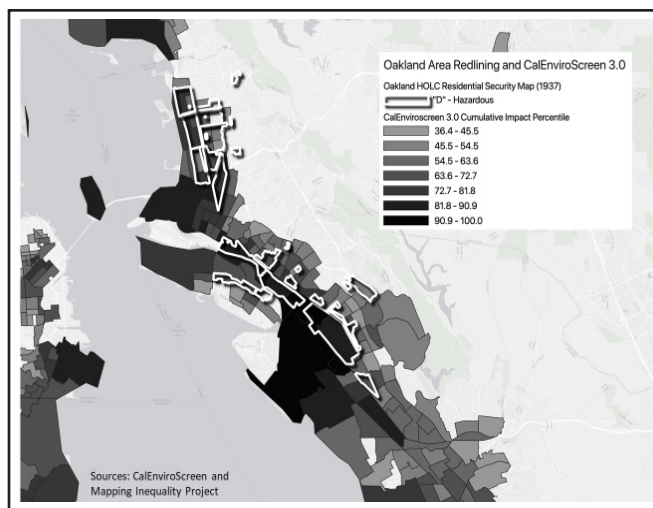 Oakland Area Redlining and CalEnviroScreen 3.0
Oakland HOLC Residential Security Map (1937)
"D" - Hazardous
CalEnviroscreen 3.0 Cumulative Impact Percentile
36.4 - 45.5
45.5 - 54.5
54.5 - 63.6
63.6 - 72.7
72.7 - 81.8
81.8 - 90.9
90.9 - 100.0
Sources: CalEnviroScreen and
Mapping Inequality Project